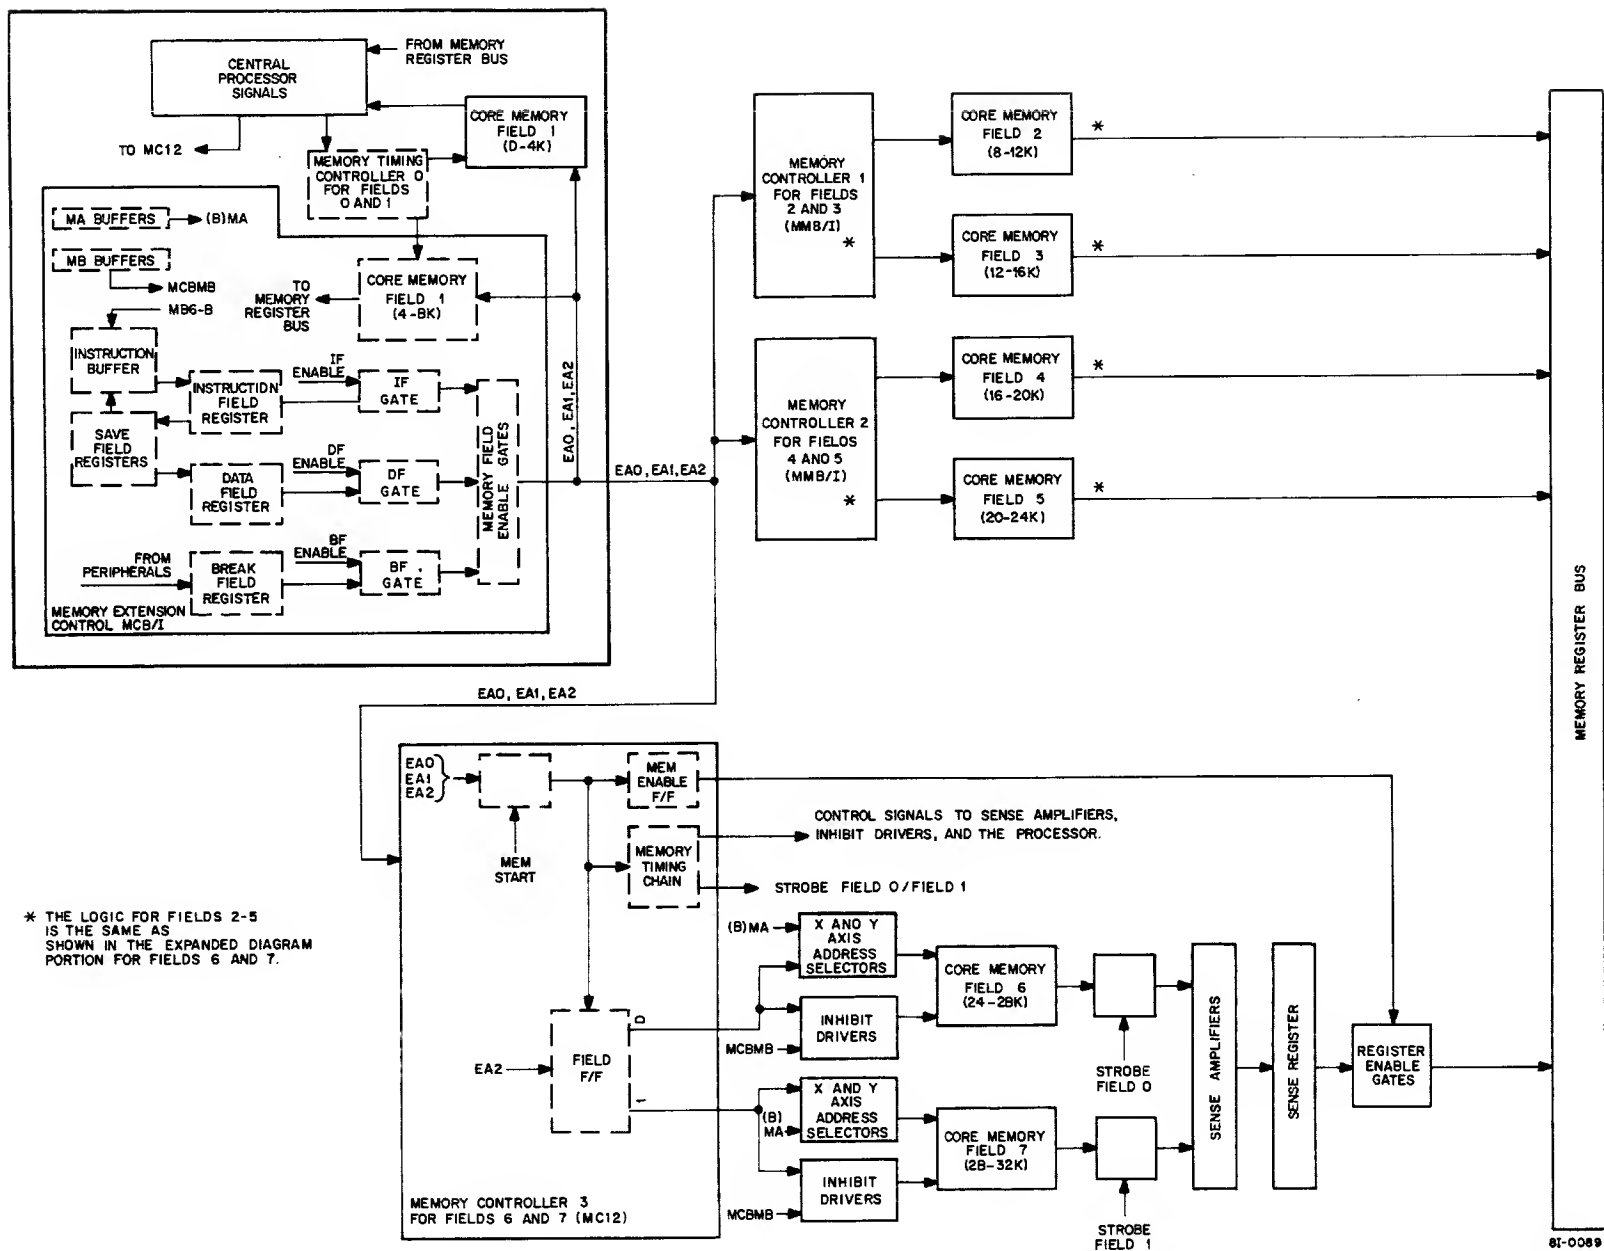 FROM MEMORY
REGISTER BUS
CENTRAL
PROCESSOR
SIGNALS
CORE MEMORY
FIELD 1
(D-4K)
TO MC12
MEMORY TIMING
CONTROLLER 0
FOR FIELDS
0 AND 1
MA BUFFERS
(B)MA
MB BUFFERS
MCBMB
MB6-8
TO
MEMORY
REGISTER
BUS
CORE MEMORY
FIELD 1
(4-8K)
INSTRUCTION
BUFFER
INSTRUCTION
FIELD
REGISTER
IF
ENABLE
IF
GATE
SAVE
FIELD
REGISTERS
DATA
FIELD
REGISTER
DF
ENABLE
DF
GATE
FROM
PERIPHERALS
BREAK
FIELD
REGISTER
BF
ENABLE
BF
GATE
MEMORY FIELD
ENABLE GATES
EA0, EA1, EA2
MEMORY EXTENSION
CONTROL MCB/I
EA0, EA1, EA2
MEMORY
CONTROLLER 1
FOR FIELDS
2 AND 3
(MMB/I)
*
CORE MEMORY
FIELD 2
(8-12K)
*
CORE MEMORY
FIELD 3
(12-16K)
*
MEMORY
CONTROLLER 2
FOR FIELDS
4 AND 5
(MMB/I)
*
CORE MEMORY
FIELD 4
(16-20K)
*
CORE MEMORY
FIELD 5
(20-24K)
*
MEMORY REGISTER BUS
EA0, EA1, EA2
EA0
EA1
EA2
MEM
START
MEM
ENABLE
F/F
MEMORY
TIMING
CHAIN
CONTROL SIGNALS TO SENSE AMPLIFIERS,
INHIBIT DRIVERS, AND THE PROCESSOR.
STROBE FIELD 0/FIELD 1
* THE LOGIC FOR FIELDS 2-5
IS THE SAME AS
SHOWN IN THE EXPANDED DIAGRAM
PORTION FOR FIELDS 6 AND 7.
EA2
FIELD
F/F
0
1
(B)MA
X AND Y
AXIS
ADDRESS
SELECTORS
MCBMB
INHIBIT
DRIVERS
CORE MEMORY
FIELD 6
(24-28K)
STROBE
FIELD 0
(B)
MA
X AND Y
AXIS
ADDRESS
SELECTORS
MCBMB
INHIBIT
DRIVERS
CORE MEMORY
FIELD 7
(28-32K)
STROBE
FIELD 1
SENSE AMPLIFIERS
SENSE REGISTER
REGISTER
ENABLE
GATES
MEMORY CONTROLLER 3
FOR FIELDS 6 AND 7 (MC12)
8I-0089